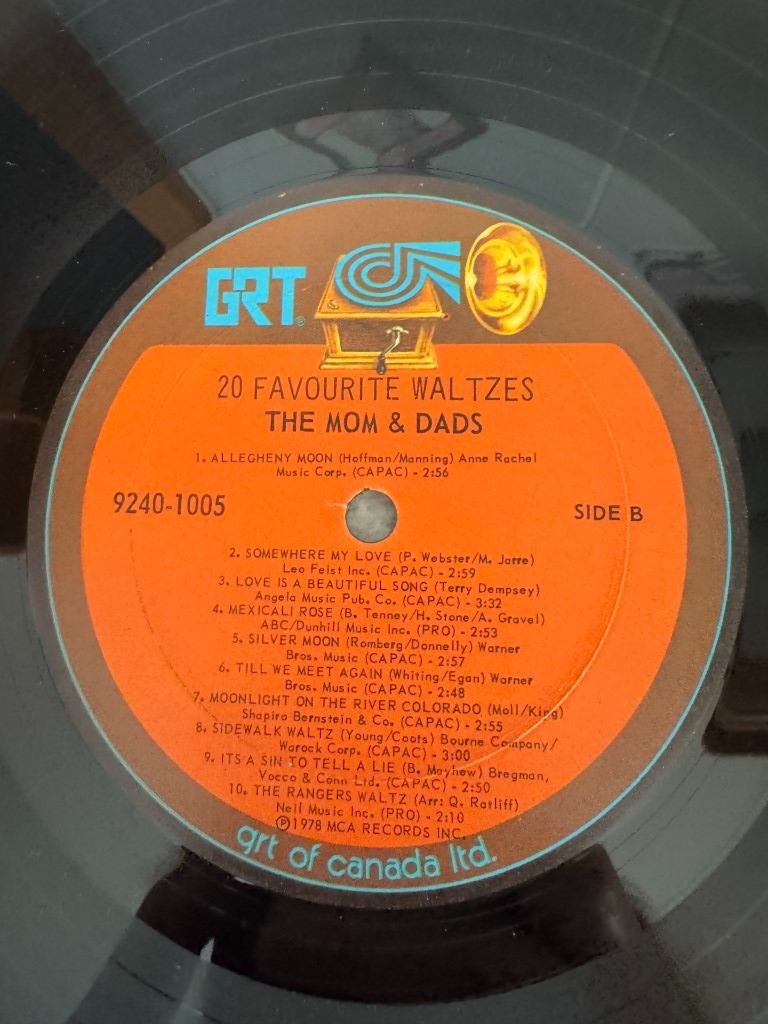 GRT®
20 FAVOURITE WALTZES
THE MOM & DADS
1. ALLEGHENY MOON (Hoffman/Manning) Anne Rachel
Music Corp. (CAPAC) - 2:56
9240-1005
SIDE B
2. SOMEWHERE MY LOVE (P. Webster/M. Jarre)
Leo Feist Inc. (CAPAC) - 2:59
3. LOVE IS A BEAUTIFUL SONG (Terry Dempsey)
Angela Music Pub. Co. (CAPAC) - 3:32
4. MEXICALI ROSE (B. Tenney/H. Stone/A. Gravel)
ABC/Dunhill Music Inc. (PRO) - 2:53
5. SILVER MOON (Romberg/Donnelly) Warner
Bros. Music (CAPAC) - 2:57
6. TILL WE MEET AGAIN (Whiting/Egan) Warner
Bros. Music (CAPAC) - 2:48
7. MOONLIGHT ON THE RIVER COLORADO (Moll/King)
Shapiro Bernstein & Co. (CAPAC) - 2:55
8. SIDEWALK WALTZ (Young/Coots) Bourne Company/
Warock Corp. (CAPAC) - 3:00
9. ITS A SIN TO TELL A LIE (B. Mayhew) Bregman,
Vocco & Conn Ltd. (CAPAC) - 2:50
10. THE RANGERS WALTZ (Arr: Q. Ratliff)
Neil Music Inc. (PRO) - 2:10
℗1978 MCA RECORDS INC.
grt of canada ltd.